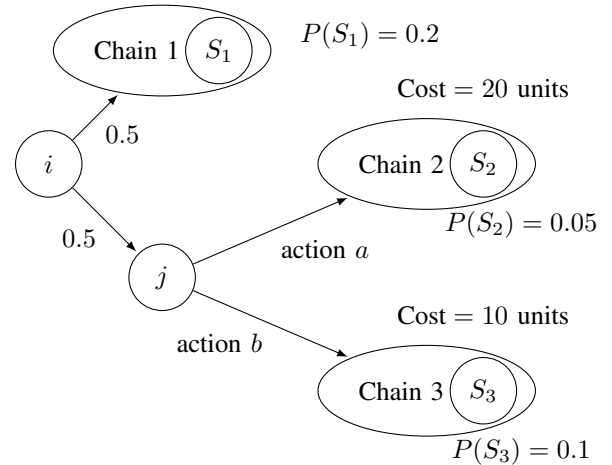 Chain 1 S₁ P(S₁) = 0.2
Cost = 20 units
0.5
i
Chain 2 S₂
P(S₂) = 0.05
0.5
action a
j
Cost = 10 units
action b
Chain 3 S₃
P(S₃) = 0.1